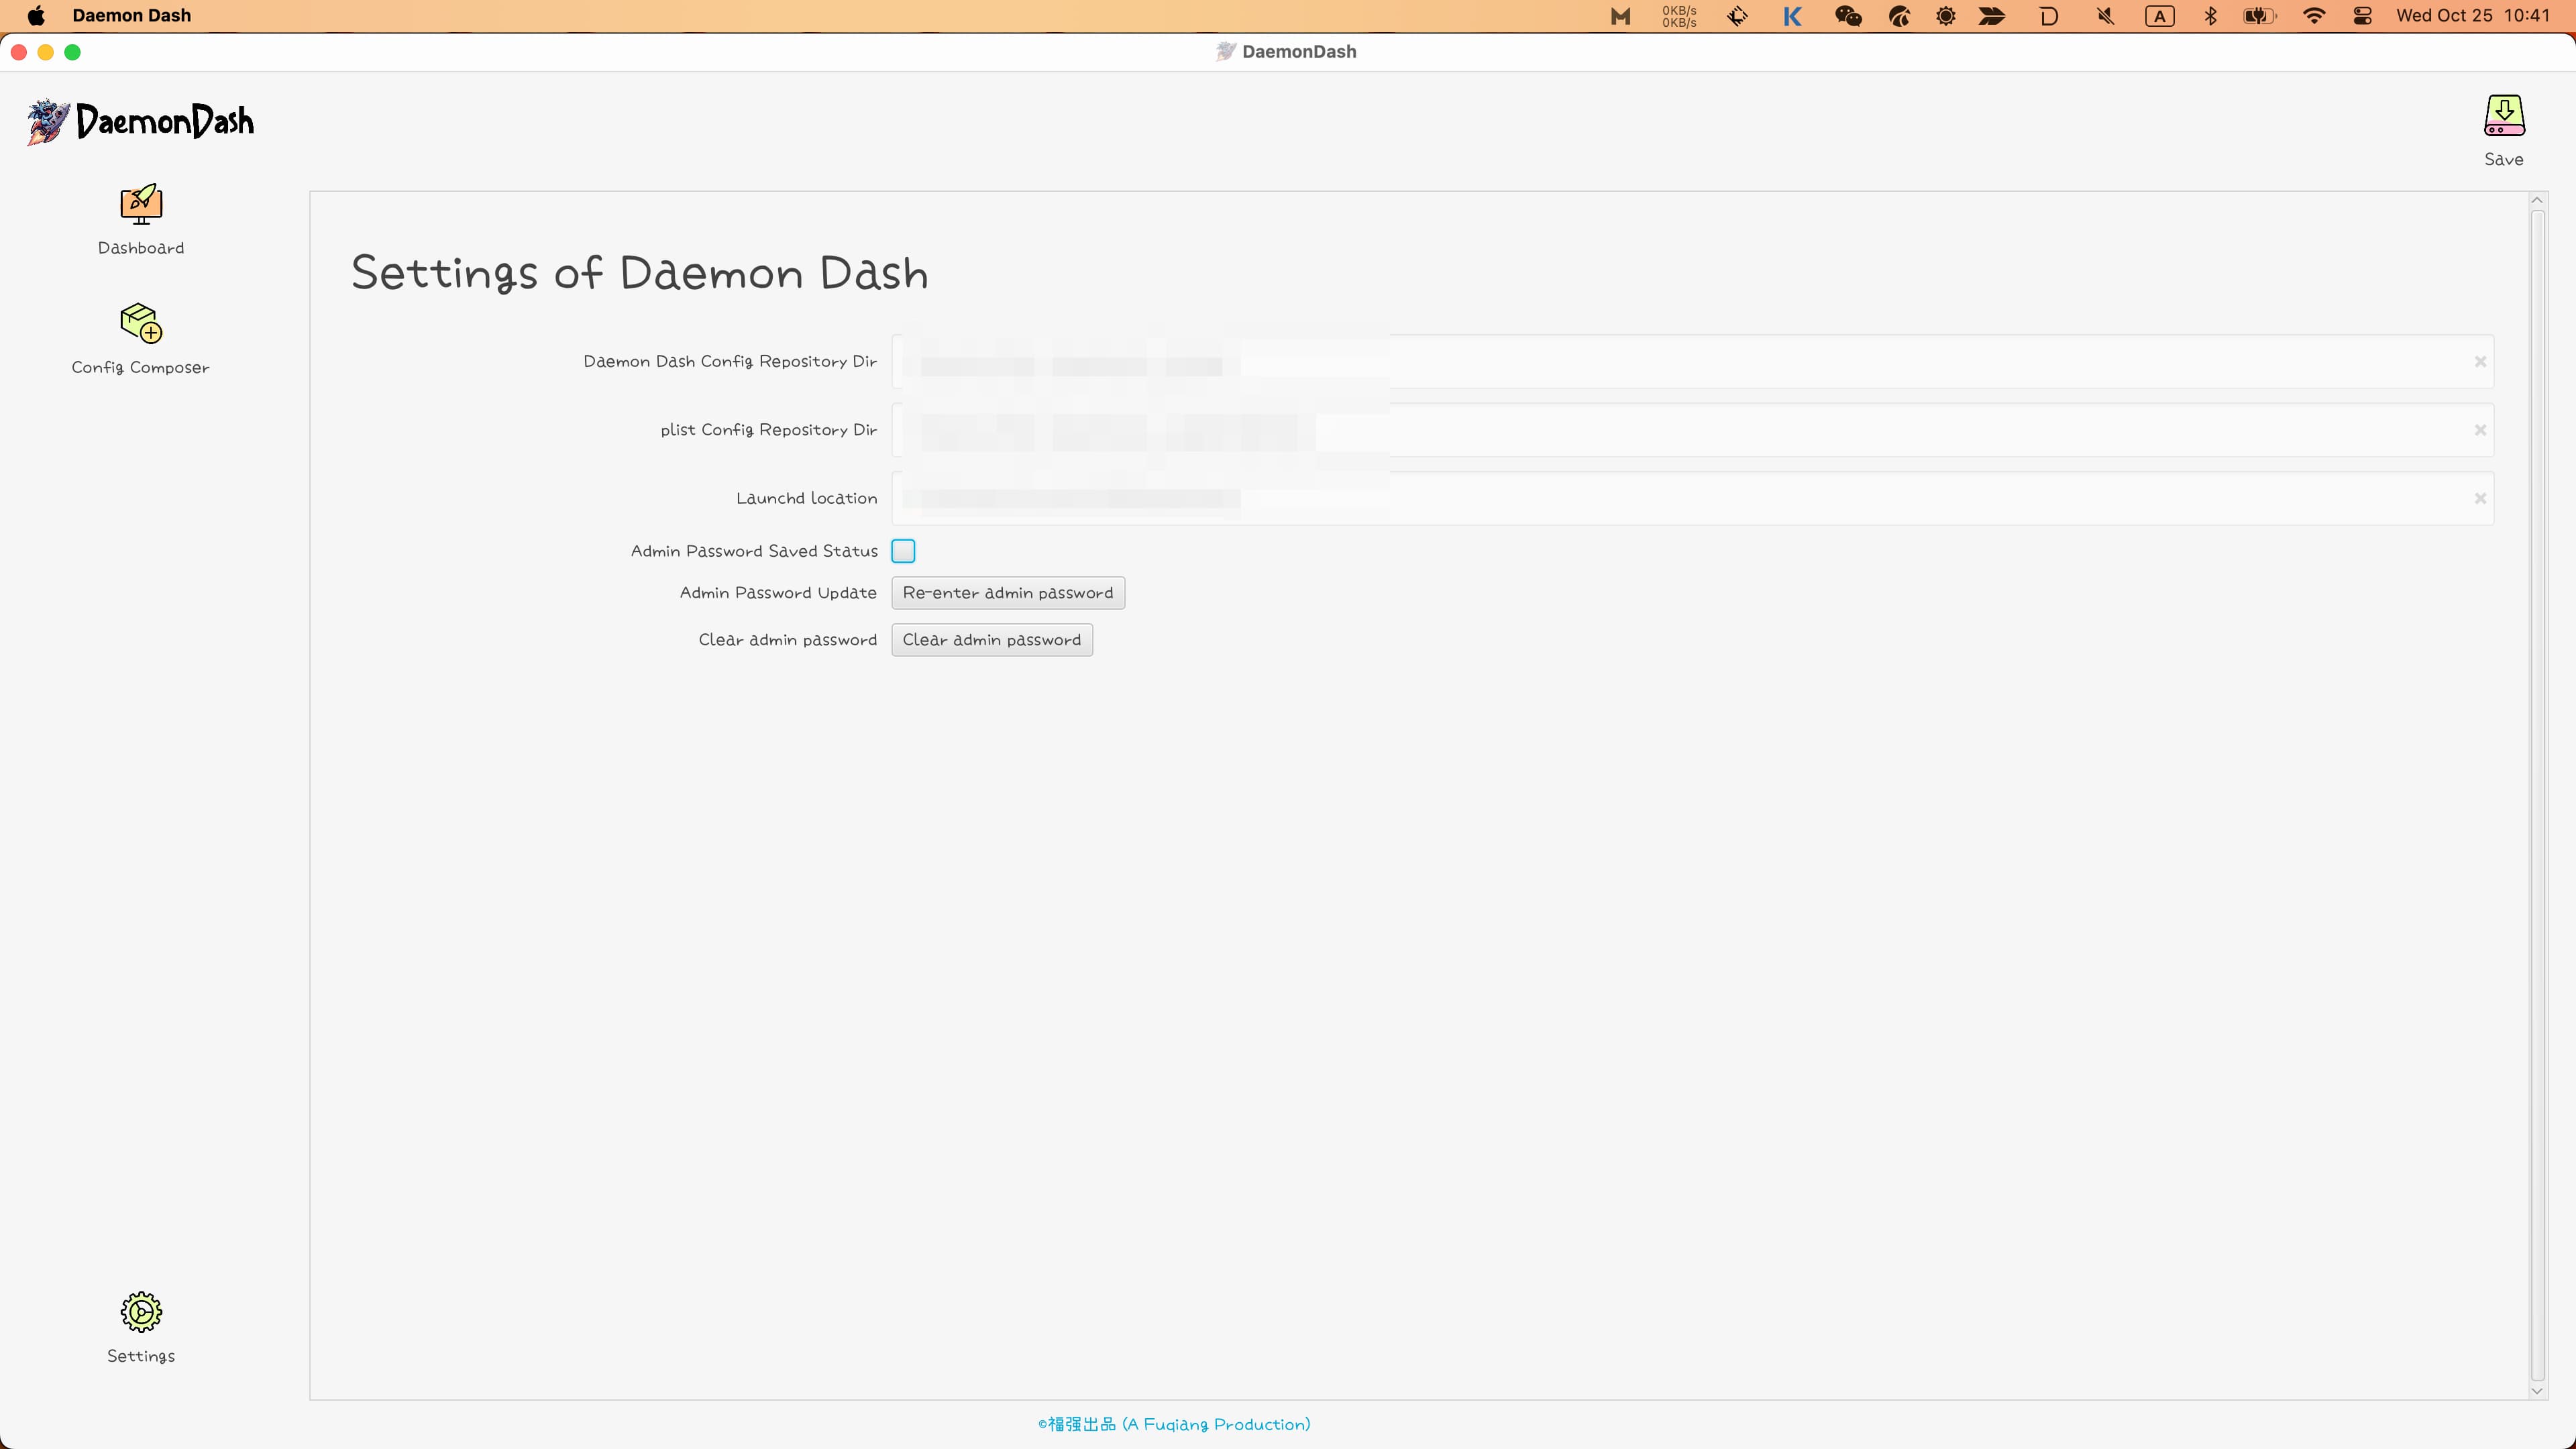 Daemon Dash
0KB/s
0KB/s
A
Wed Oct 25 10:41
DaemonDash
DaemonDash
Save
Dashboard
Config Composer
Settings of Daemon Dash
Daemon Dash Config Repository Dir
plist Config Repository Dir
Launchd location
Admin Password Saved Status
Admin Password Update Re-enter admin password
Clear admin password Clear admin password
Settings
©福强出品 (A Fuqiang Production)